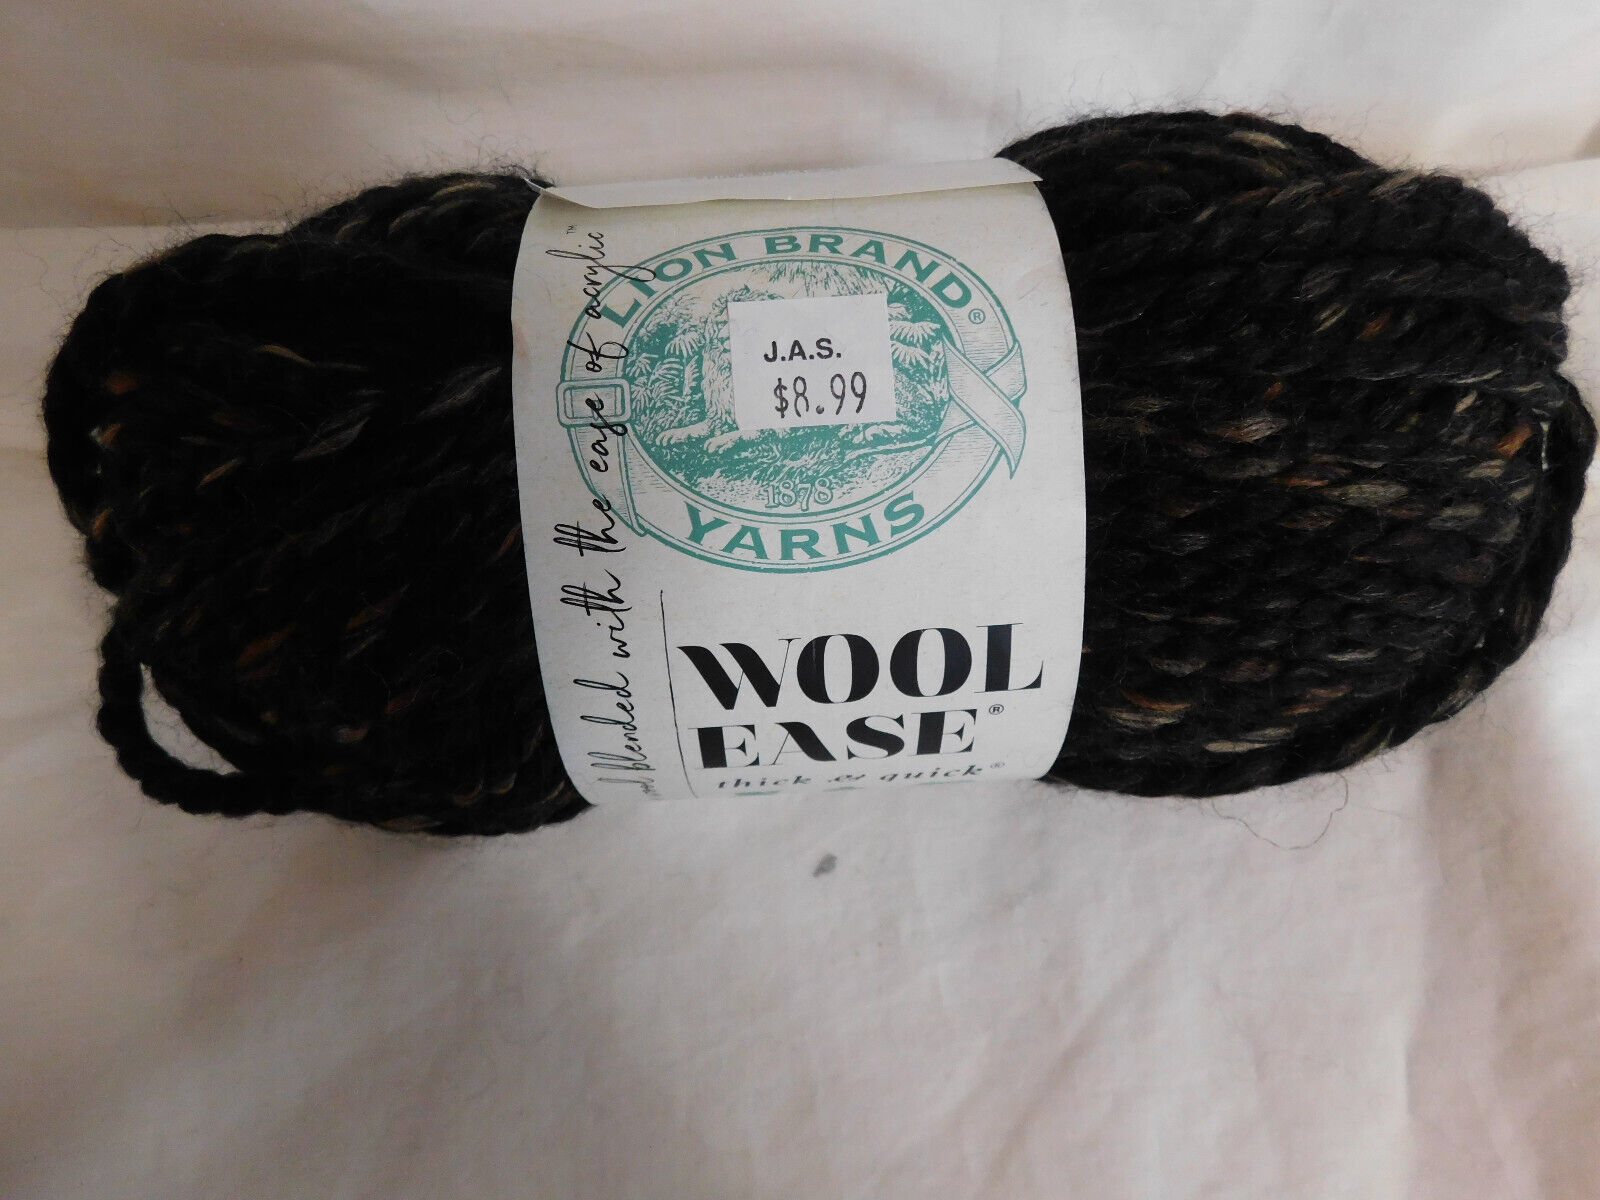 LION BRAND®
J.A.S.
$8.99
1878
YARNS
WOOL
EASE®
thick & quick®
blended with the ease of acrylic™